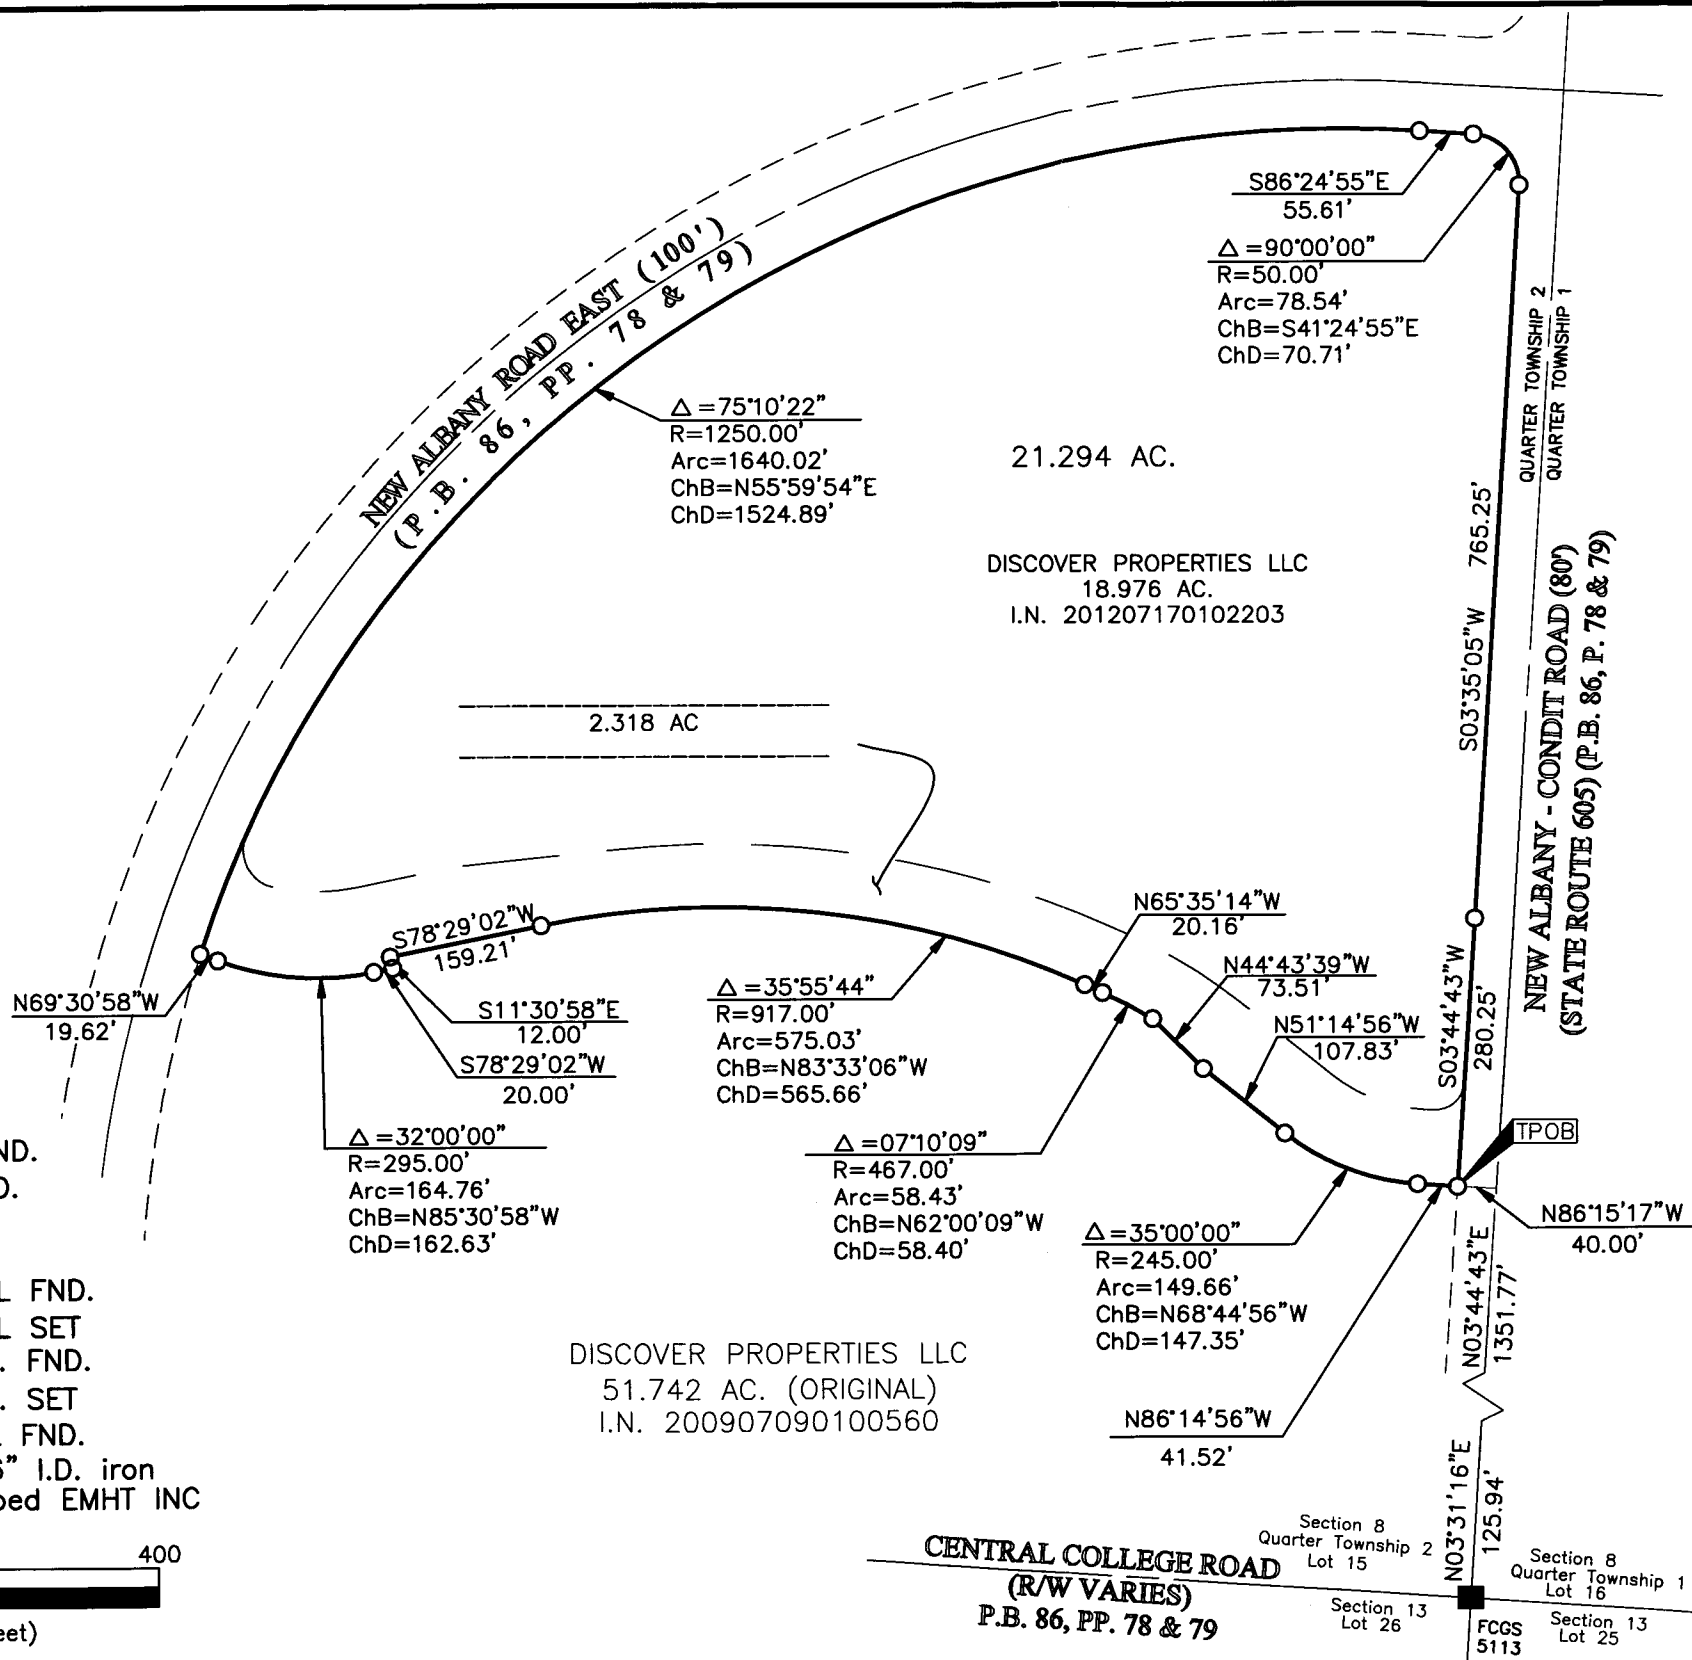 S86°24'55"E
55.61'
Δ=90°00'00"
R=50.00'
Arc=78.54'
ChB=S41°24'55"E
ChD=70.71'
QUARTER TOWNSHIP 2
QUARTER TOWNSHIP 1
NEW ALBANY ROAD EAST (100')
(P.B. 86, PP. 78 & 79)
Δ=75°10'22"
R=1250.00'
Arc=1640.02'
ChB=N55°59'54"E
ChD=1524.89'
21.294 AC.
DISCOVER PROPERTIES LLC
18.976 AC.
I.N. 201207170102203
S03°35'05"W 765.25'
NEW ALBANY - CONDIT ROAD (80')
(STATE ROUTE 605) (P.B. 86, P. 78 & 79)
2.318 AC
N65°35'14"W
20.16'
N44°43'39"W
73.51'
N51°14'56"W
107.83'
S03°44'43"W
280.25'
S78°29'02"W
159.21'
N69°30'58"W
19.62'
S11°30'58"E
12.00'
S78°29'02"W
20.00'
Δ=35°55'44"
R=917.00'
Arc=575.03'
ChB=N83°33'06"W
ChD=565.66'
Δ=32°00'00"
R=295.00'
Arc=164.76'
ChB=N85°30'58"W
ChD=162.63'
Δ=07°10'09"
R=467.00'
Arc=58.43'
ChB=N62°00'09"W
ChD=58.40'
TPOB
N86°15'17"W
40.00'
Δ=35°00'00"
R=245.00'
Arc=149.66'
ChB=N68°44'56"W
ChD=147.35'
N03°44'43"E
1351.77'
N86°14'56"W
41.52'
DISCOVER PROPERTIES LLC
51.742 AC. (ORIGINAL)
I.N. 200907090100560
ND.
D.
L FND.
L SET
. FND.
. SET
FND.
6" I.D. iron
ped EMHT INC
400
eet)
N03°31'16"E
125.94'
CENTRAL COLLEGE ROAD
(R/W VARIES)
P.B. 86, PP. 78 & 79
Section 8
Quarter Township 2
Lot 15
Section 8
Quarter Township 1
Lot 16
Section 13
Lot 26
FCGS
5113
Section 13
Lot 25